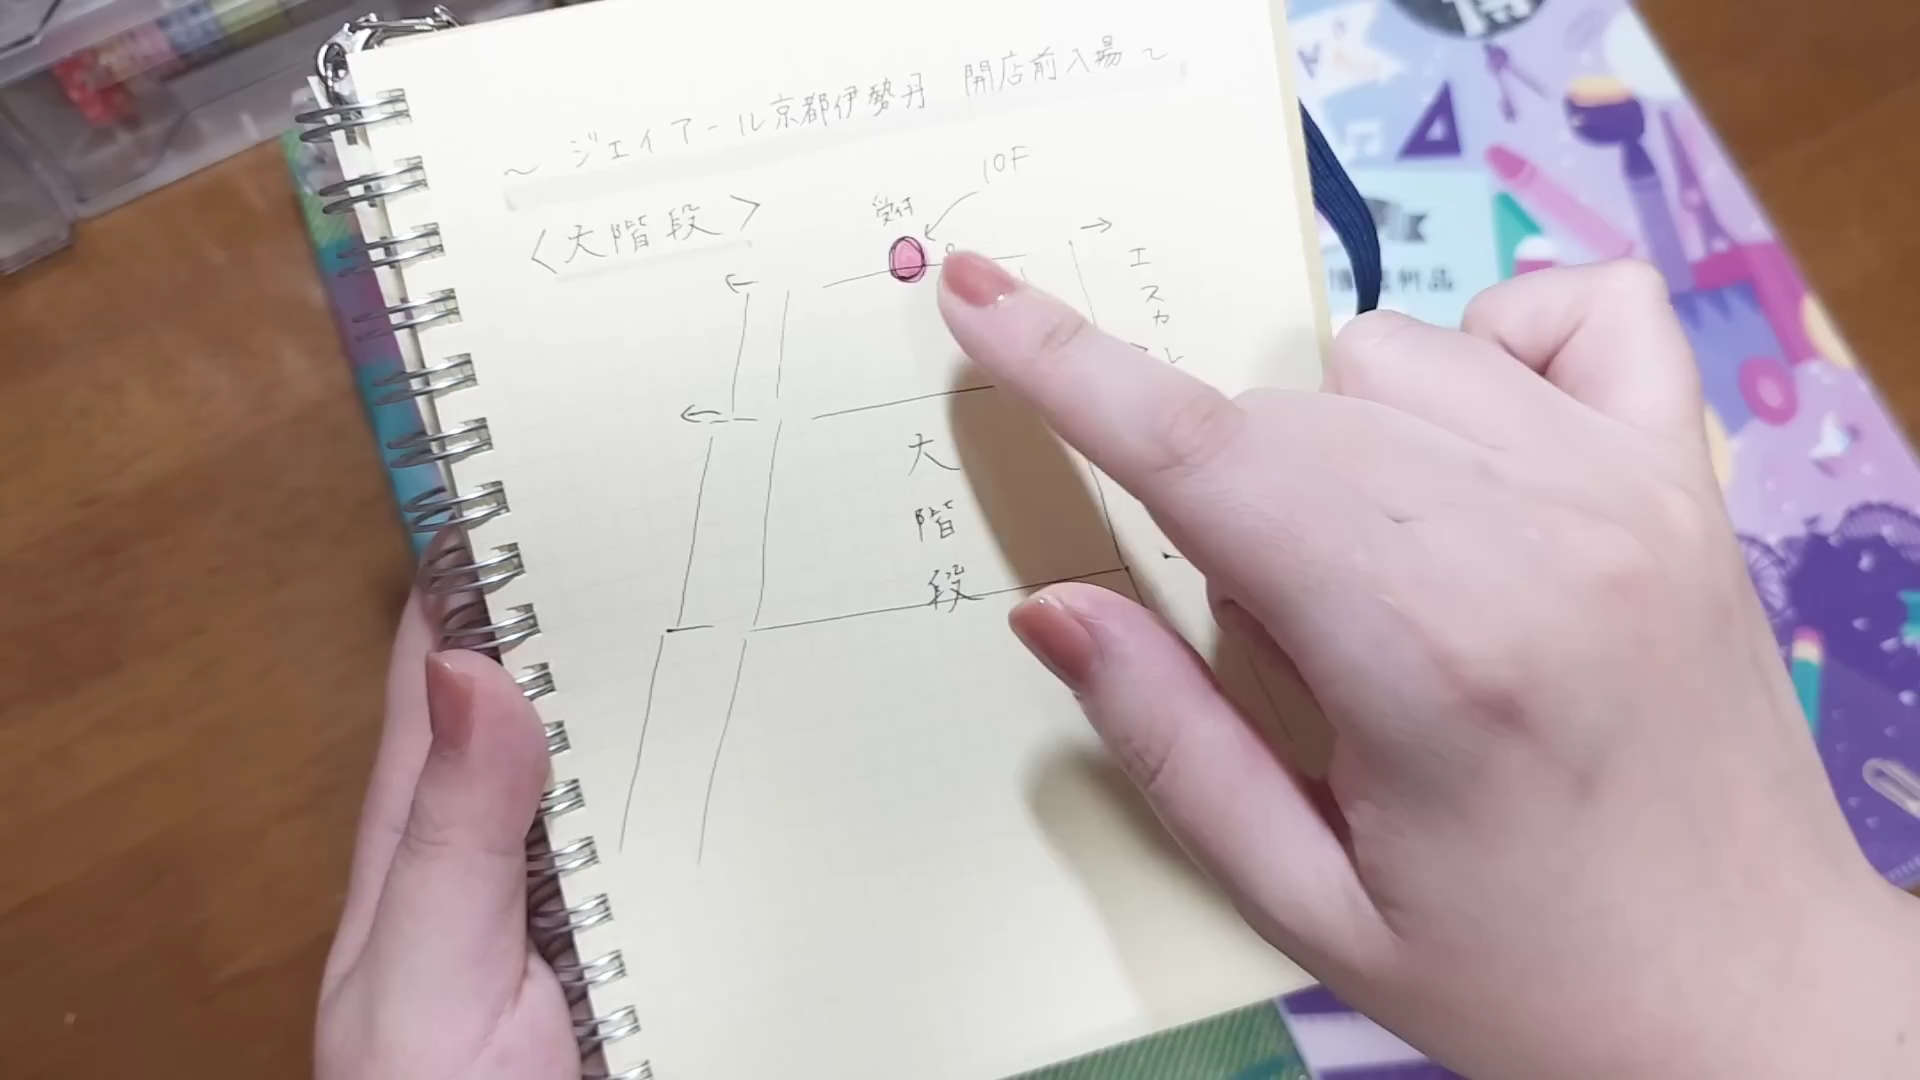 ～ジェイアール京都伊勢丹 開店前入場～
〈大階段〉
10F
受付
エスカレ
大階段